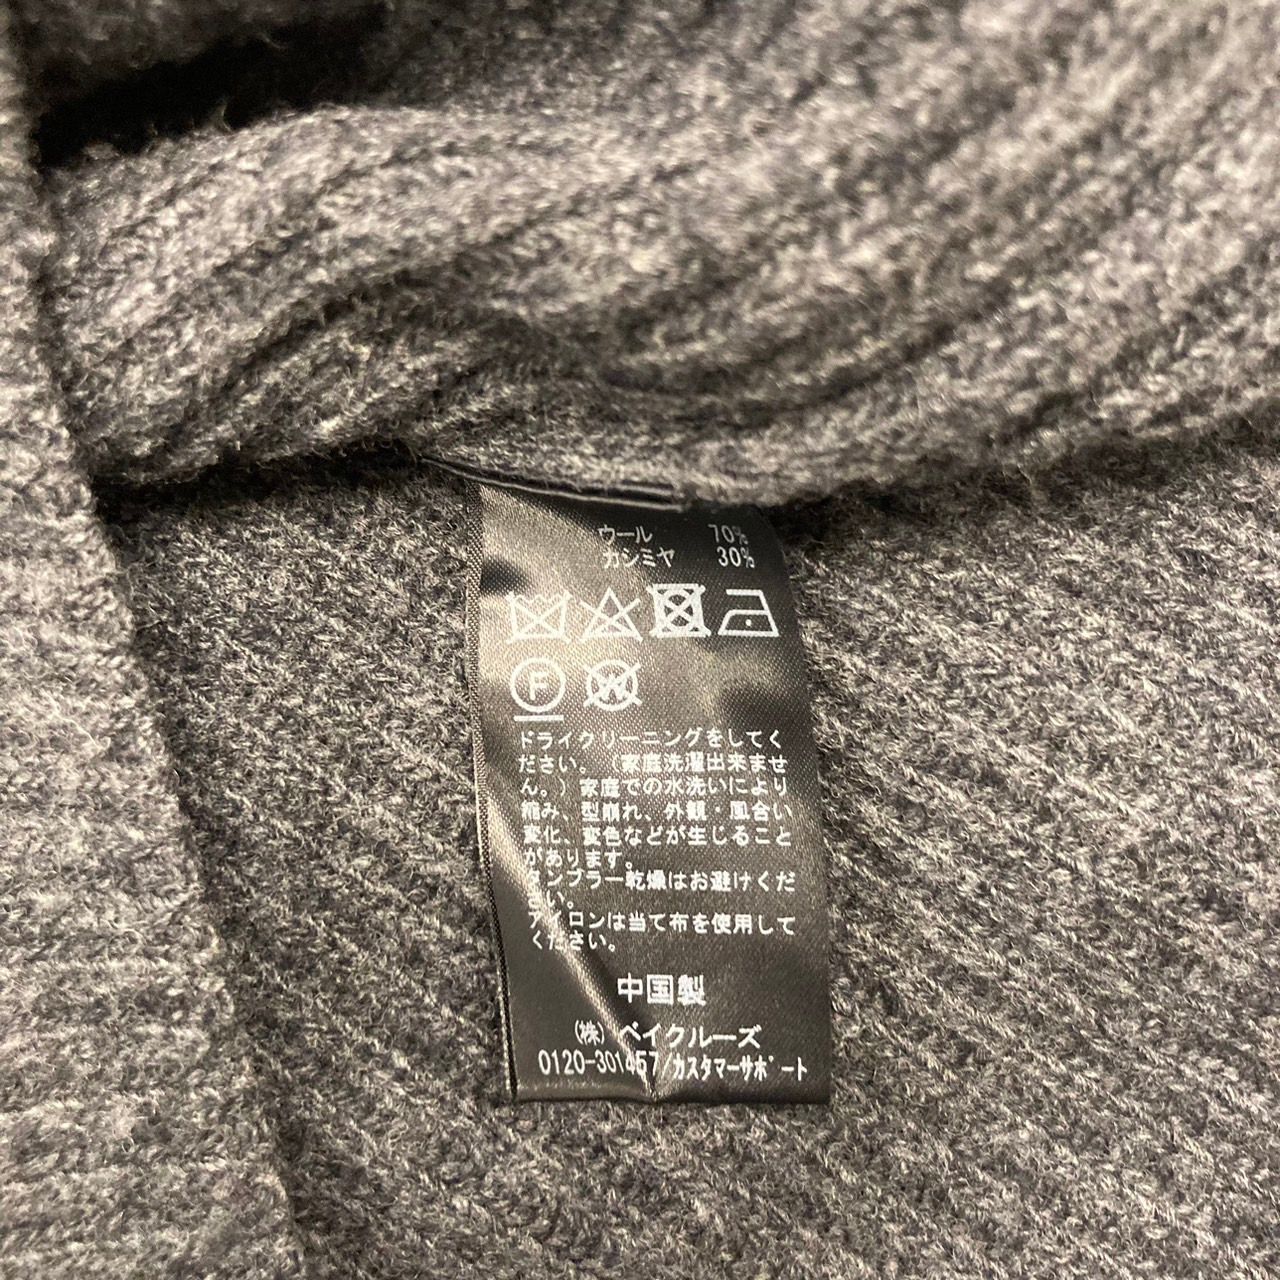 ウール 70%
カシミヤ 30%
F
W
ドライクリーニングをしてく
ださい。（家庭洗濯出来ませ
ん。）家庭での水洗いにより
縮み、型崩れ、外観・風合い
変化、変色などが生じること
があります。
タンブラー乾燥はお避けくだ
さい。
アイロンは当て布を使用して
ください。
中国製
(株) ベイクルーズ
0120-301457/カスタマーサポート